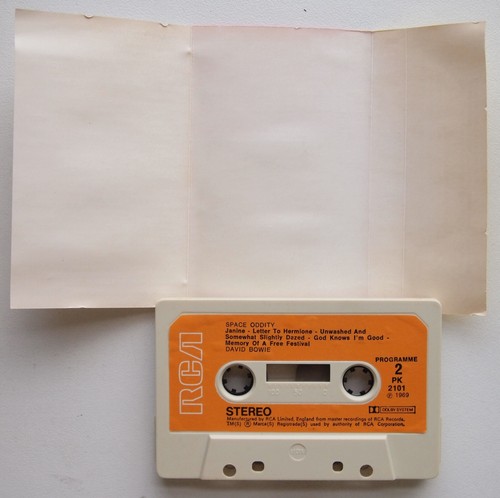 SPACE ODDITY
Janine - Letter To Hermione - Unwashed And
Somewhat Slightly Dazed - God Knows I'm Good -
Memory Of A Free Festival
DAVID BOWIE
RCA
PROGRAMME
2
PK
2101
℗ 1969
STEREO
DOLBY SYSTEM
Manufactured by RCA Limited, England from master recordings of RCA Records.
TM(S) ® Marca(s) Registrada(s) used by authority of RCA Corporation.